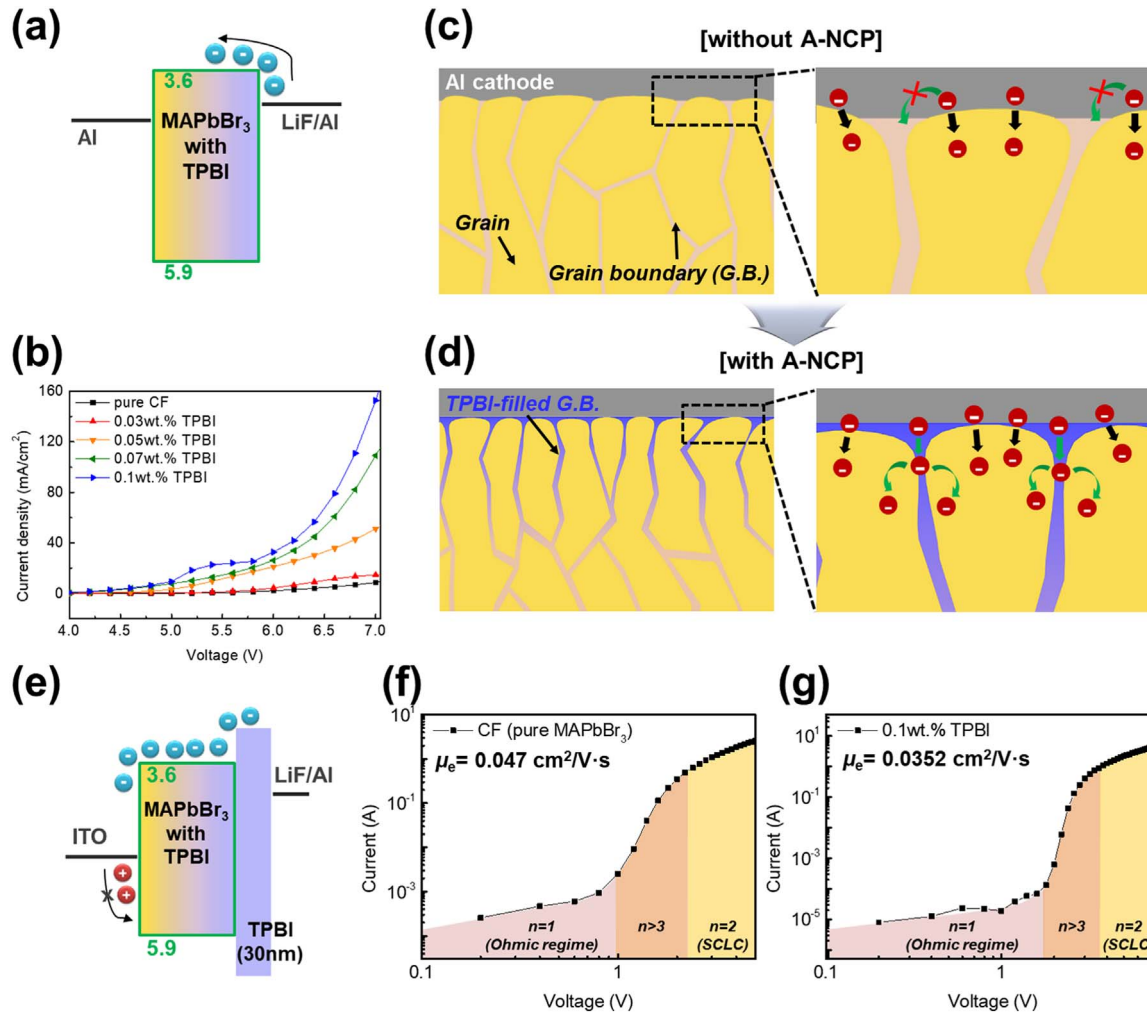 (a)
3.6
MAPbBr₃
with
TPBI
5.9
Al
LiF/Al
(b)
160
120
80
40
0
Current density (mA/cm²)
pure CF
0.03wt.% TPBI
0.05wt.% TPBI
0.07wt.% TPBI
0.1wt.% TPBI
4.0 4.5 5.0 5.5 6.0 6.5 7.0
Voltage (V)
(c)
[without A-NCP]
Al cathode
Grain
Grain boundary (G.B.)
(d)
[with A-NCP]
TPBI-filled G.B.
(e)
3.6
MAPbBr₃
with
TPBI
5.9
ITO
LiF/Al
TPBI
(30nm)
(f)
10¹
10⁻¹
10⁻³
Current (A)
CF (pure MAPbBr₃)
μₑ= 0.047 cm²/V·s
n=1
(Ohmic regime)
n>3
n=2
(SCLC)
0.1 1
Voltage (V)
(g)
10¹
10⁻¹
10⁻³
10⁻⁵
Current (A)
0.1wt.% TPBI
μₑ= 0.0352 cm²/V·s
n=1
(Ohmic regime)
n>3
n=2
(SCLC)
0.1 1
Voltage (V)